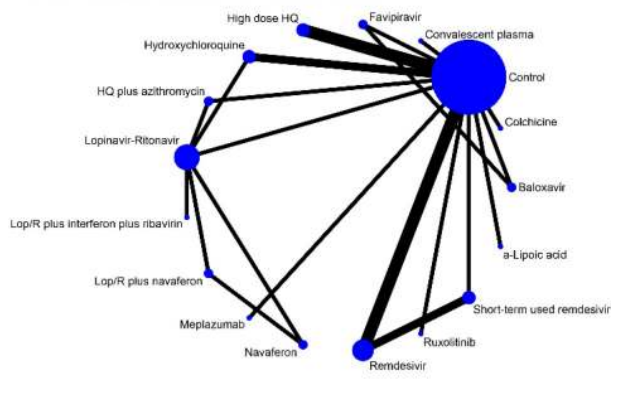 High dose HQ
Favipiravir
Convalescent plasma
Hydroxychloroquine
Control
HQ plus azithromycin
Colchicine
Lopinavir-Ritonavir
Baloxavir
Lop/R plus interferon plus ribavirin
a-Lipoic acid
Lop/R plus navaferon
Short-term used remdesivir
Meplazumab
Ruxolitinib
Navaferon
Remdesivir